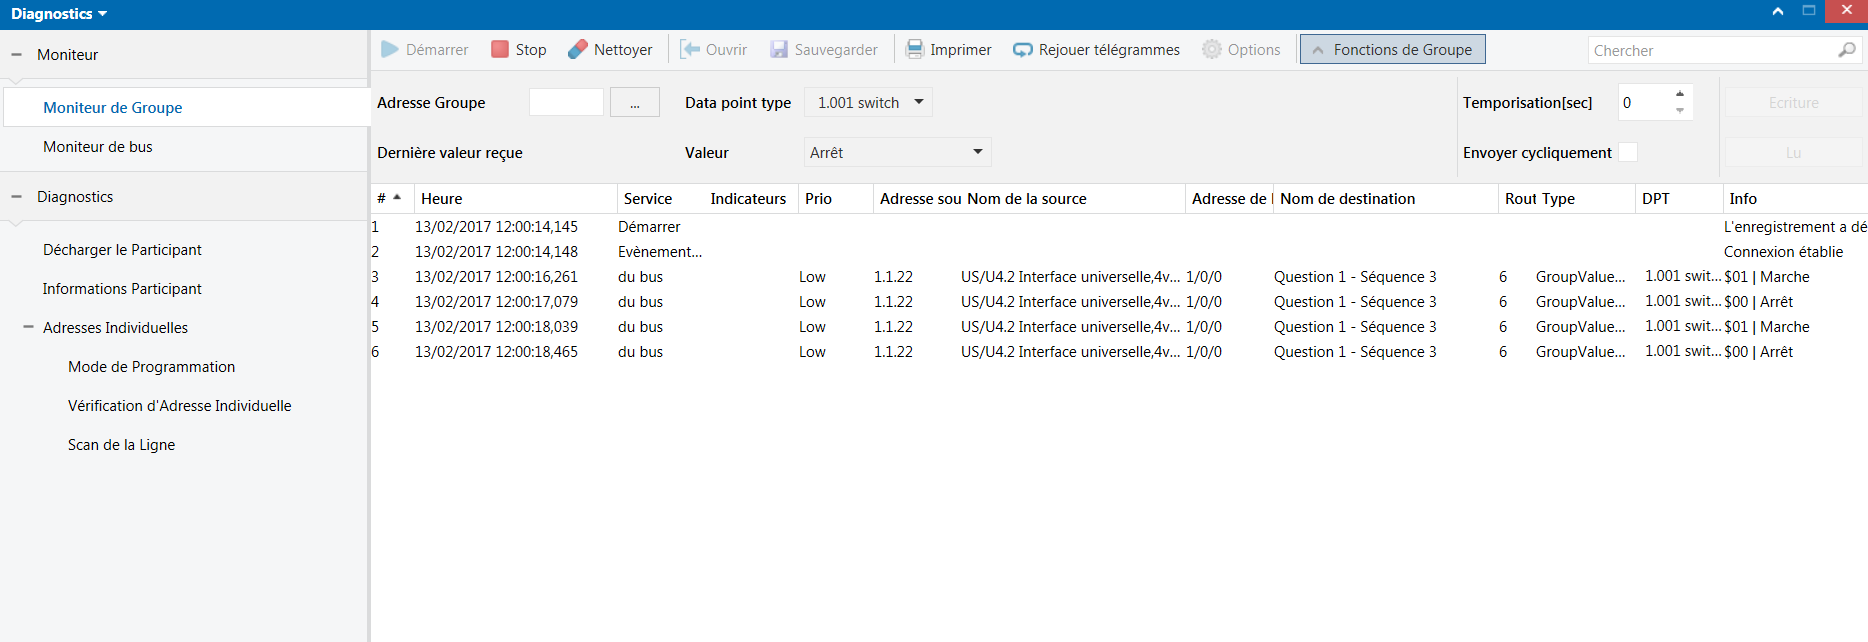 Diagnostics
Moniteur
Démarrer Stop Nettoyer Ouvrir Sauvegarder Imprimer Rejouer télégrammes Options Fonctions de Groupe Chercher
Moniteur de Groupe
Adresse Groupe ... Data point type 1.001 switch Temporisation[sec] 0 Ecriture
Moniteur de bus
Dernière valeur reçue Valeur Arrêt Envoyer cycliquement Lu
Diagnostics
# Heure Service Indicateurs Prio Adresse sou Nom de la source Adresse de Nom de destination Rout Type DPT Info
1 13/02/2017 12:00:14,145 Démarrer L'enregistrement a dé
2 13/02/2017 12:00:14,148 Evènement... Connexion établie
3 13/02/2017 12:00:16,261 du bus Low 1.1.22 US/U4.2 Interface universelle,4v... 1/0/0 Question 1 - Séquence 3 6 GroupValue... 1.001 swit... $01 | Marche
4 13/02/2017 12:00:17,079 du bus Low 1.1.22 US/U4.2 Interface universelle,4v... 1/0/0 Question 1 - Séquence 3 6 GroupValue... 1.001 swit... $00 | Arrêt
5 13/02/2017 12:00:18,039 du bus Low 1.1.22 US/U4.2 Interface universelle,4v... 1/0/0 Question 1 - Séquence 3 6 GroupValue... 1.001 swit... $01 | Marche
6 13/02/2017 12:00:18,465 du bus Low 1.1.22 US/U4.2 Interface universelle,4v... 1/0/0 Question 1 - Séquence 3 6 GroupValue... 1.001 swit... $00 | Arrêt
Décharger le Participant
Informations Participant
Adresses Individuelles
Mode de Programmation
Vérification d'Adresse Individuelle
Scan de la Ligne